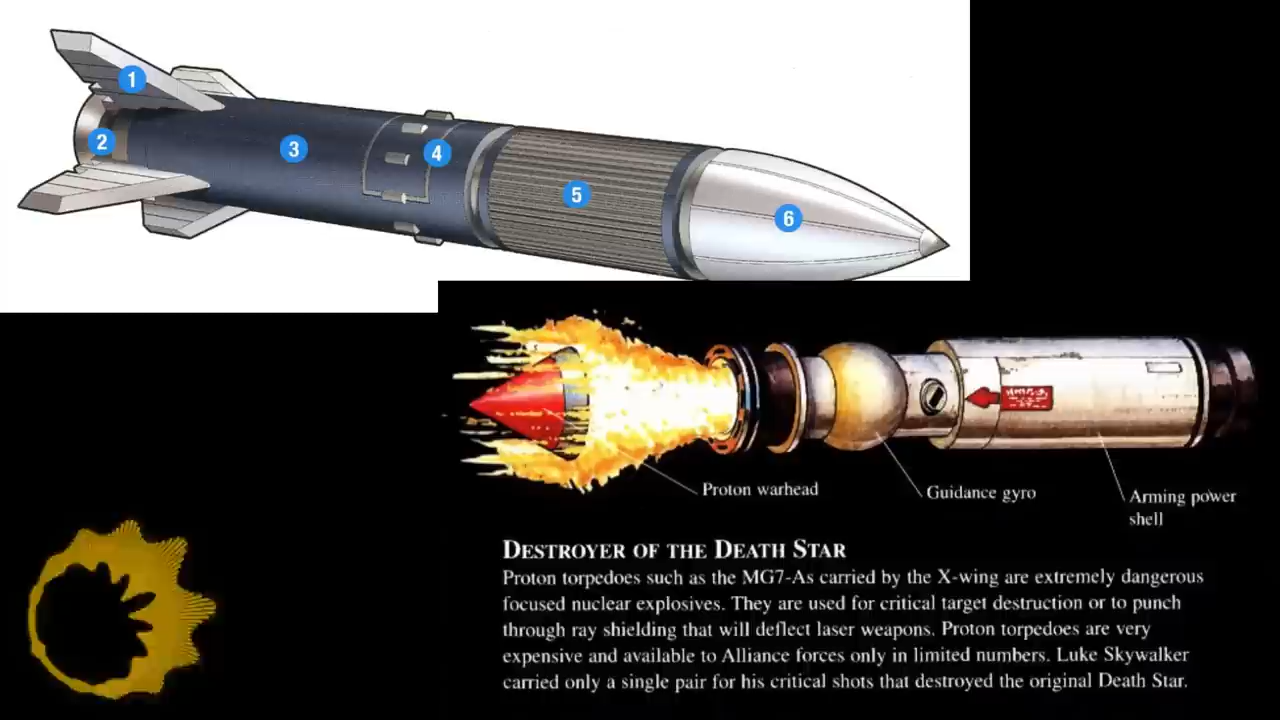 1
2
3
4
5
6
Proton warhead
Guidance gyro
Arming power
shell
DESTROYER OF THE DEATH STAR
Proton torpedoes such as the MG7-As carried by the X-wing are extremely dangerous
focused nuclear explosives. They are used for critical target destruction or to punch
through ray shielding that will deflect laser weapons. Proton torpedoes are very
expensive and available to Alliance forces only in limited numbers. Luke Skywalker
carried only a single pair for his critical shots that destroyed the original Death Star.